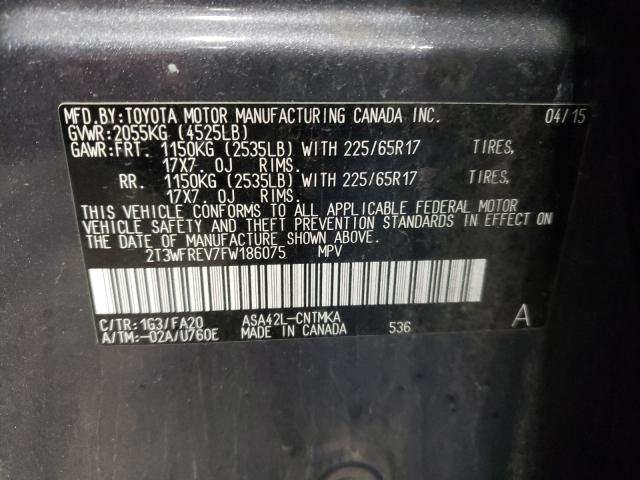 MFD.BY:TOYOTA MOTOR MANUFACTURING CANADA INC. 04/15
GVWR:2055KG (4525LB)
GAWR:FRT. 1150KG (2535LB) WITH 225/65R17 TIRES,
17X7. 0J RIMS.
RR. 1150KG (2535LB) WITH 225/65R17 TIRES,
17X7. 0J RIMS.
THIS VEHICLE CONFORMS TO ALL APPLICABLE FEDERAL MOTOR
VEHICLE SAFETY AND THEFT PREVENTION STANDARDS IN EFFECT ON
THE DATE OF MANUFACTURE SHOWN ABOVE.
2T3WFREV7FW186075 MPV
C/TR:1G3/FA20 ASA42L-CNTMKA A
A/TM:-02A/U760E MADE IN CANADA 536